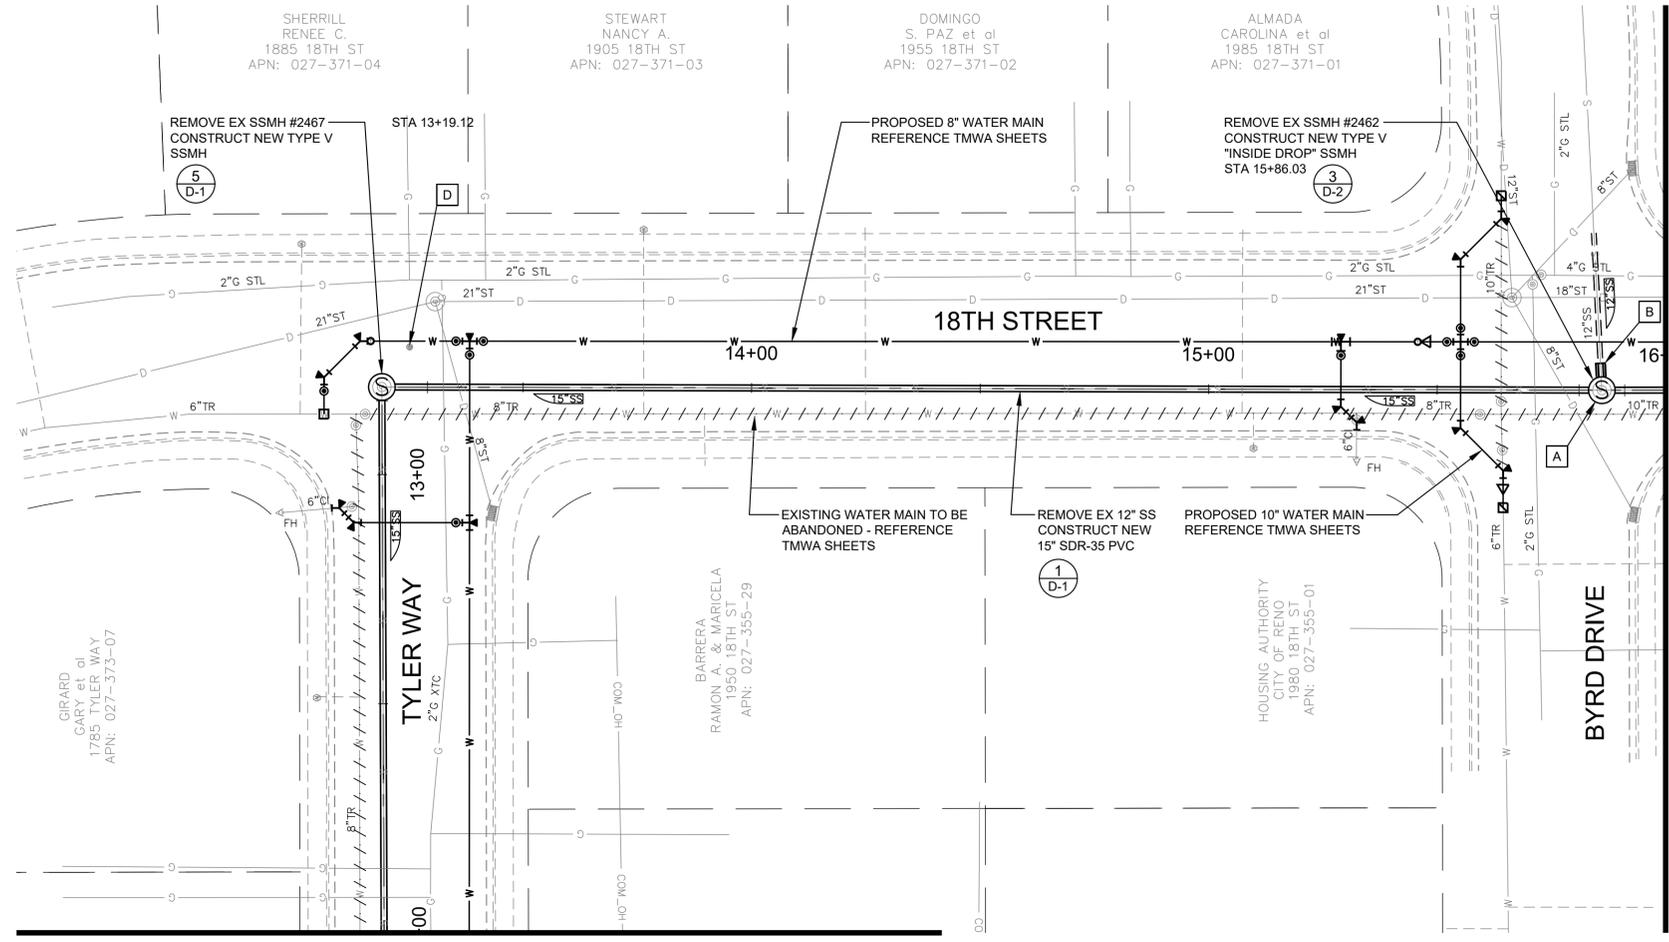 SHERRILL
RENEE C.
1885 18TH ST
APN: 027-371-04
STEWART
NANCY A.
1905 18TH ST
APN: 027-371-03
DOMINGO
S. PAZ et al
1955 18TH ST
APN: 027-371-02
ALMADA
CAROLINA et al
1985 18TH ST
APN: 027-371-01
REMOVE EX SSMH #2467
CONSTRUCT NEW TYPE V
SSMH
5
D-1
STA 13+19.12
D
PROPOSED 8" WATER MAIN
REFERENCE TMWA SHEETS
REMOVE EX SSMH #2462
CONSTRUCT NEW TYPE V
"INSIDE DROP" SSMH
STA 15+86.03
3
D-2
12"ST
2"G STL
8"ST
2"G STL
2"G STL
2"G STL
4"G STL
21"ST
21"ST
21"ST
18"ST
10"TR
12"SS
12"SS
B
18TH STREET
14+00
15+00
16+
S
S
6"TR
8"TR
15"SS
15"SS
8"TR
10"TR
8"ST
8"ST
A
13+00
6"C
FH
15"SS
6"C
FH
EXISTING WATER MAIN TO BE
ABANDONED - REFERENCE
TMWA SHEETS
REMOVE EX 12" SS
CONSTRUCT NEW
15" SDR-35 PVC
1
D-1
PROPOSED 10" WATER MAIN
REFERENCE TMWA SHEETS
6"TR
2"G STL
GIRARD
GARY et al
1785 TYLER WAY
APN: 027-373-07
TYLER WAY
2"G XTC
8"TR
COM_OH
COM_OH
CO
BARRERA
RAMON A. & MARICELA
1950 18TH ST
APN: 027-355-29
HOUSING AUTHORITY
CITY OF RENO
1980 18TH ST
APN: 027-355-01
BYRD DRIVE
+00